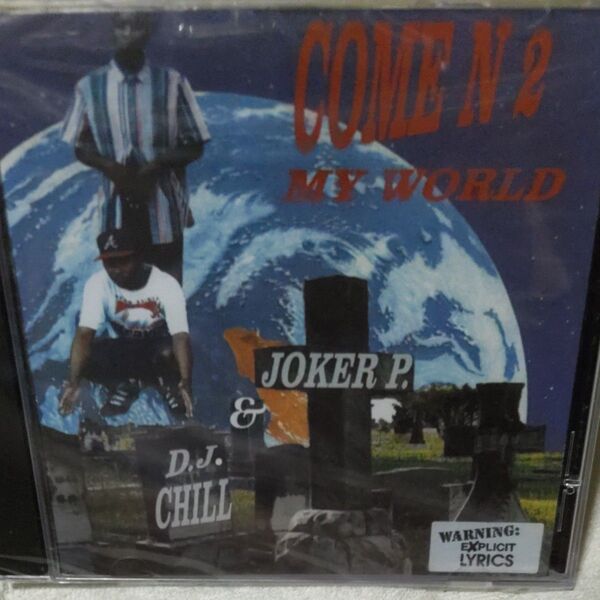 COME N 2
MY WORLD
A
JOKER P.
&
D.J.
CHILL
WARNING:
EXPLICIT
LYRICS